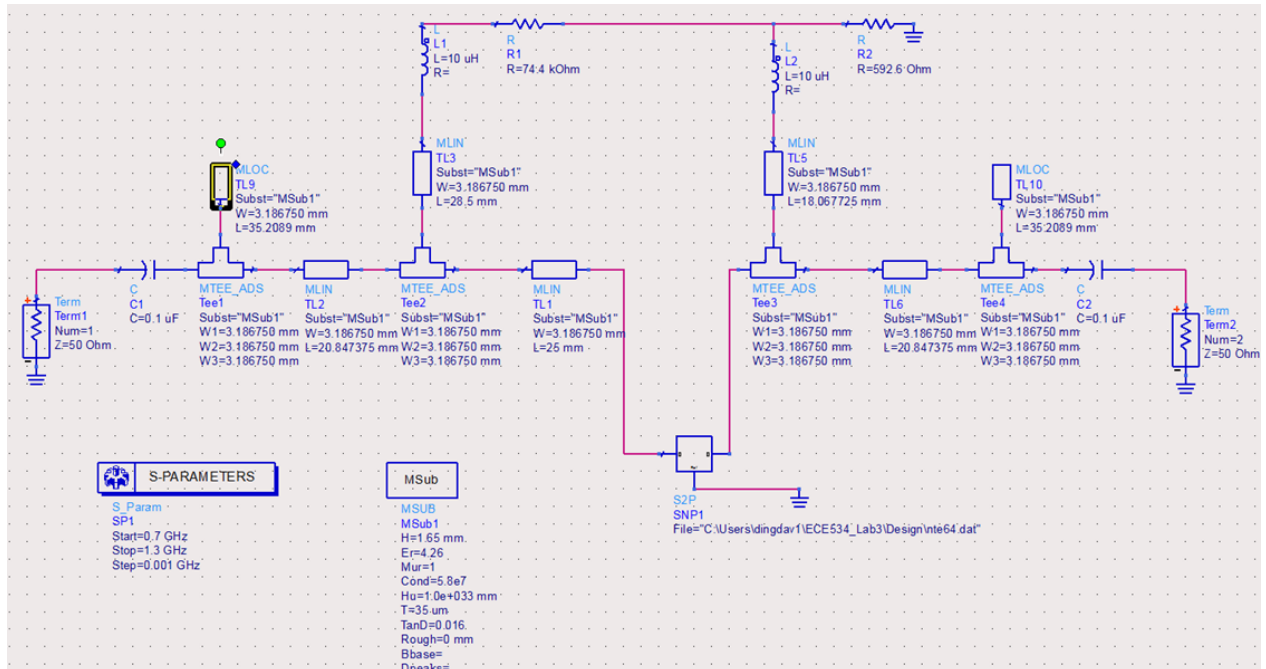 L
L1
L=10 uH
R=
R
R1
R=74.4 kOhm
L
L2
L=10 uH
R=
R
R2
R=592.6 Ohm
MLOC
TL9
Subst="MSub1"
W=3.186750 mm
L=35.2089 mm
MLIN
TL3
Subst="MSub1"
W=3.186750 mm
L=28.5 mm
MLIN
TL5
Subst="MSub1"
W=3.186750 mm
L=18.067725 mm
MLOC
TL10
Subst="MSub1"
W=3.186750 mm
L=35.2089 mm
Term
Term1
Num=1
Z=50 Ohm
C
C1
C=0.1 uF
MTEE_ADS
Tee1
Subst="MSub1"
W1=3.186750 mm
W2=3.186750 mm
W3=3.186750 mm
MLIN
TL2
Subst="MSub1"
W=3.186750 mm
L=20.847375 mm
MTEE_ADS
Tee2
Subst="MSub1"
W1=3.186750 mm
W2=3.186750 mm
W3=3.186750 mm
MLIN
TL1
Subst="MSub1"
W=3.186750 mm
L=25 mm
MTEE_ADS
Tee3
Subst="MSub1"
W1=3.186750 mm
W2=3.186750 mm
W3=3.186750 mm
MLIN
TL6
Subst="MSub1"
W=3.186750 mm
L=20.847375 mm
MTEE_ADS
Tee4
Subst="MSub1"
W1=3.186750 mm
W2=3.186750 mm
W3=3.186750 mm
C
C2
C=0.1 uF
Term
Term2
Num=2
Z=50 Ohm
S-PARAMETERS
S_Param
SP1
Start=0.7 GHz
Stop=1.3 GHz
Step=0.001 GHz
MSub
MSUB
MSub1
H=1.65 mm
Er=4.26
Mur=1
Cond=5.8e7
Hu=1.0e+033 mm
T=35 um
TanD=0.016
Rough=0 mm
Bbase=
Dpeaks=
S2P
SNP1
File="C:\Users\dingdav1\ECE534_Lab3\Design\nte64.dat"